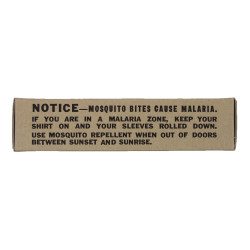 NOTICE—MOSQUITO BITES CAUSE MALARIA.
IF YOU ARE IN A MALARIA ZONE, KEEP YOUR
SHIRT ON AND YOUR SLEEVES ROLLED DOWN.
USE MOSQUITO REPELLENT WHEN OUT OF DOORS
BETWEEN SUNSET AND SUNRISE.